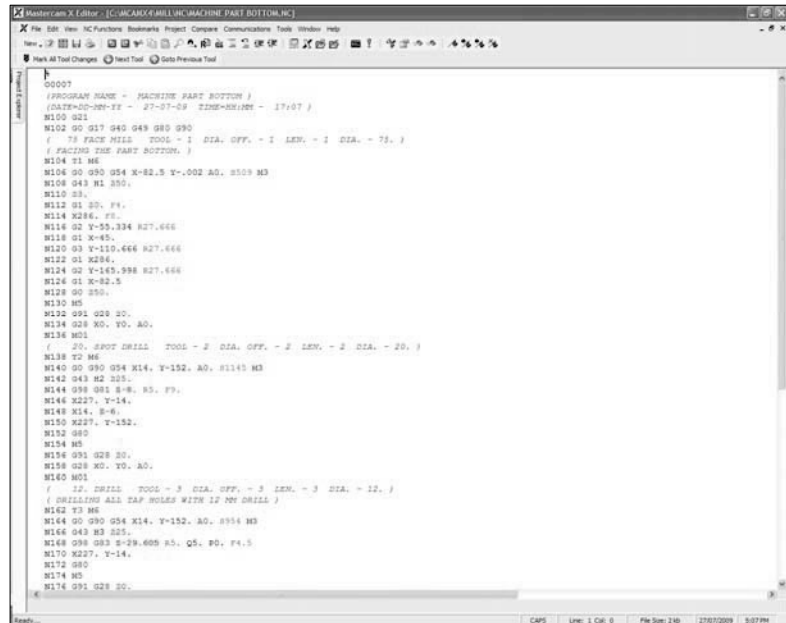 Mastercam X Editor - [C:\MCAMX4\MILL\NC\MACHINE PART BOTTOM.NC]
File Edit View NC Functions Bookmarks Project Compare Communications Tools Window Help
New
Mark All Tool Changes Next Tool Goto Previous Tool
Project Explorer
%
O0007
(PROGRAM NAME - MACHINE PART BOTTOM )
(DATE=DD-MM-YY - 27-07-09 TIME=HH:MM - 17:07 )
N100 G21
N102 G0 G17 G40 G49 G80 G90
( 75 FACE MILL TOOL - 1 DIA. OFF. - 1 LEN. - 1 DIA. - 75. )
( FACING THE PART BOTTOM. )
N104 T1 M6
N106 G0 G90 G54 X-82.5 Y-.002 A0. S509 M3
N108 G43 H1 Z50.
N110 Z3.
N112 G1 Z0. F4.
N114 X286. F8.
N116 G2 Y-55.334 R27.666
N118 G1 X-45.
N120 G3 Y-110.666 R27.666
N122 G1 X286.
N124 G2 Y-165.998 R27.666
N126 G1 X-82.5
N128 G0 Z50.
N130 M5
N132 G91 G28 Z0.
N134 G28 X0. Y0. A0.
N136 M01
( 20. SPOT DRILL TOOL - 2 DIA. OFF. - 2 LEN. - 2 DIA. - 20. )
N138 T2 M6
N140 G0 G90 G54 X14. Y-152. A0. S1145 M3
N142 G43 H2 Z25.
N144 G98 G81 Z-8. R5. F9.
N146 X227. Y-14.
N148 X14. Z-6.
N150 X227. Y-152.
N152 G80
N154 M5
N156 G91 G28 Z0.
N158 G28 X0. Y0. A0.
N160 M01
( 12. DRILL TOOL - 3 DIA. OFF. - 3 LEN. - 3 DIA. - 12. )
( DRILLING ALL TAP HOLES WITH 12 MM DRILL )
N162 T3 M6
N164 G0 G90 G54 X14. Y-152. A0. S954 M3
N166 G43 H3 Z25.
N168 G98 G83 Z-29.605 R5. Q5. P0. F4.5
N170 X227. Y-14.
N172 G80
N174 M5
N176 G91 G28 Z0.
Ready... CAPS Line: 1 Col: 0 File Size: 2 kb 27/07/2009 5:07 PM